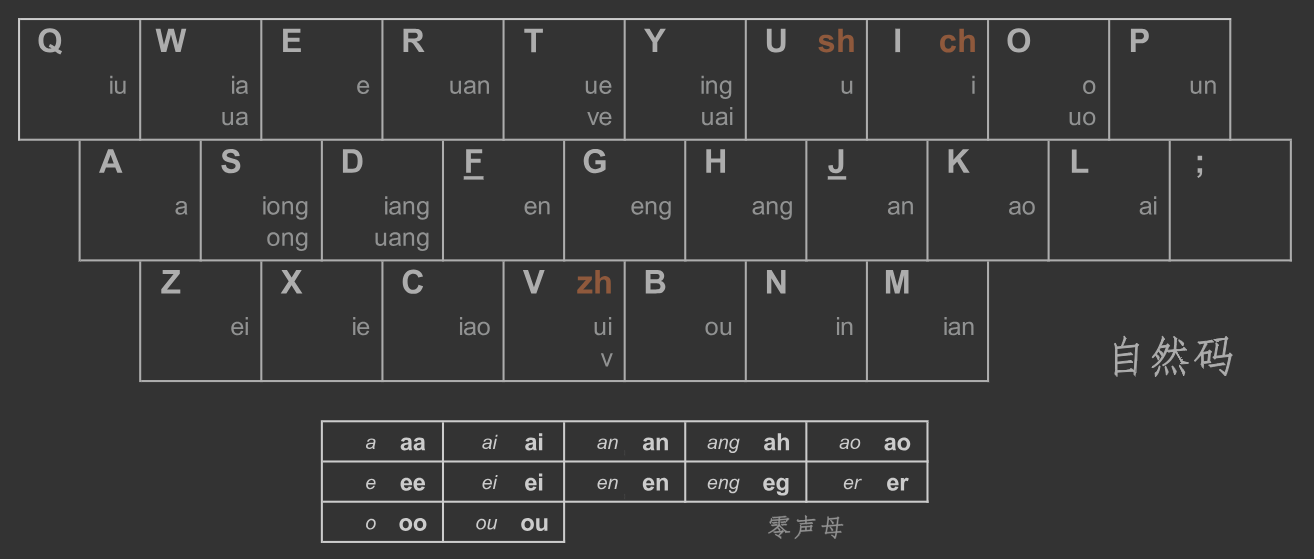 Q W E R T Y U sh I ch O P
iu ia e uan ue ing u i o un
ua ve uai uo
A S D F G H J K L ;
a iong iang en eng ang an ao ai
ong uang
Z X C V zh B N M
ei ie iao ui ou in ian
v
自然码
a aa ai ai an an ang ah ao ao
e ee ei ei en en eng eg er er
o oo ou ou
零声母